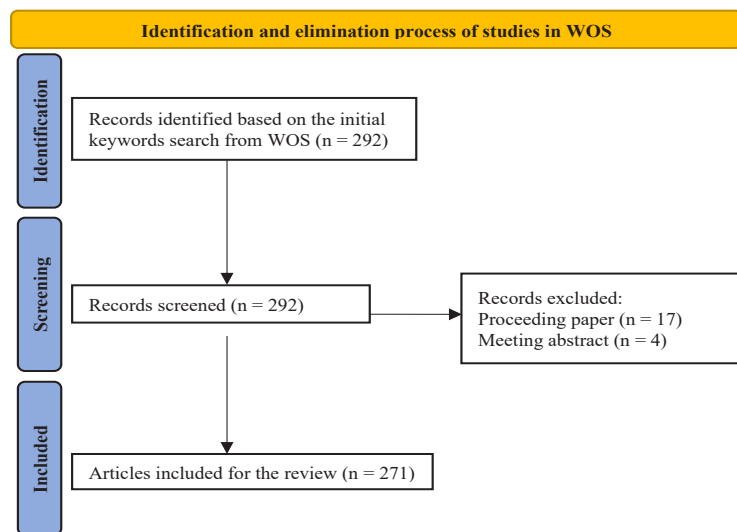 Identification and elimination process of studies in WOS
Identification
Records identified based on the initial
keywords search from WOS (n = 292)
Screening
Records screened (n = 292)
Records excluded:
Proceeding paper (n = 17)
Meeting abstract (n = 4)
Included
Articles included for the review (n = 271)